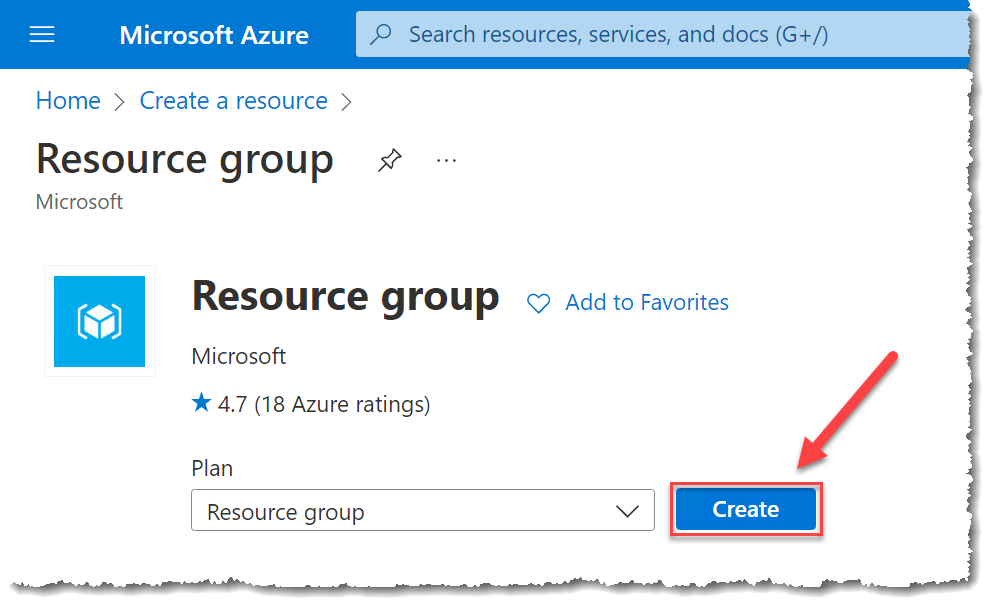 Microsoft Azure
Search resources, services, and docs (G+/)
Home > Create a resource >
Resource group
Microsoft
Resource group
Add to Favorites
Microsoft
4.7 (18 Azure ratings)
Plan
Resource group
Create